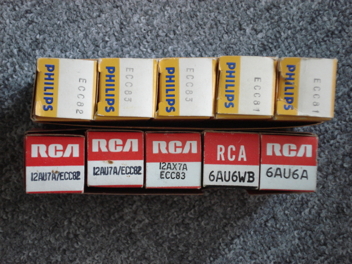 PHILIPS ECC82
PHILIPS ECC83
PHILIPS ECC83
PHILIPS ECC81
PHILIPS ECC81
RCA
12AU7A/ECC82
RCA
12AU7A/ECC82
RCA
12AX7A
ECC83
RCA
6AU6WB
RCA
6AU6A